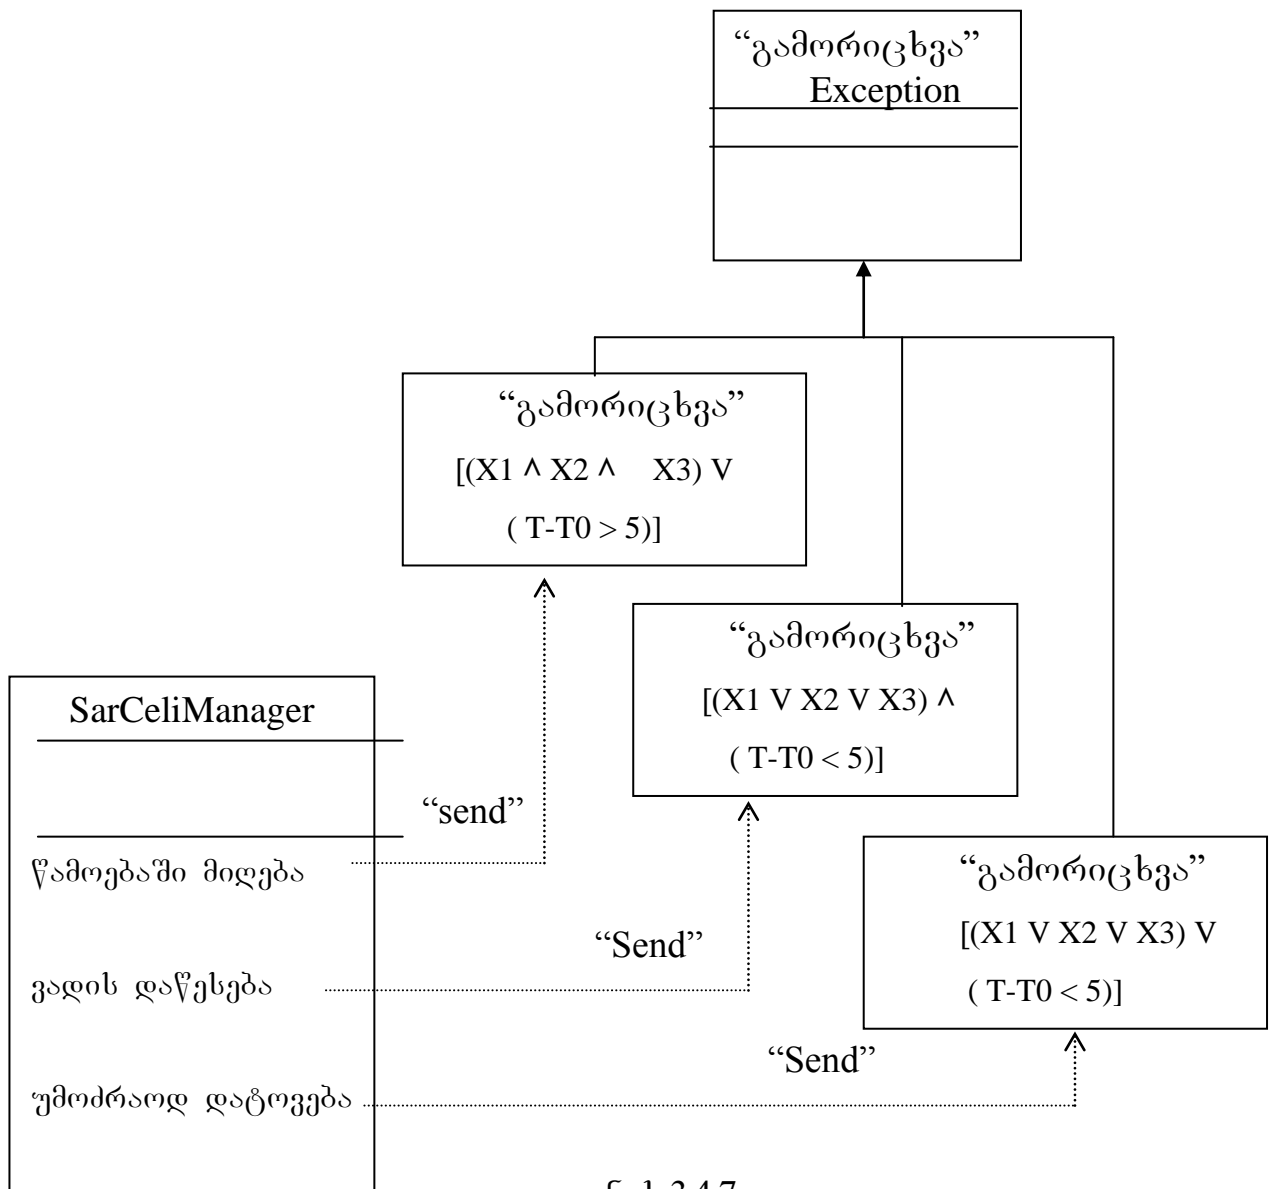 “გამორიცხვა”
Exception
“გამორიცხვა”
[(X1 ^ X2 ^ X3) V
( T-T0 > 5)]
“გამორიცხვა”
[(X1 V X2 V X3) ^
( T-T0 < 5)]
SarCeliManager
“send”
წამოებაში მიღება
“გამორიცხვა”
[(X1 V X2 V X3) V
( T-T0 < 5)]
“Send”
ვადის დაწესება
“Send”
უმოძრაოდ დატოვება